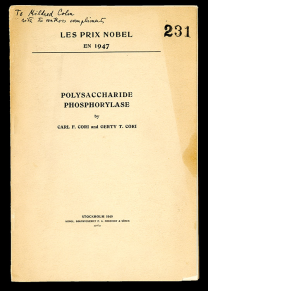 To Mildred Cohn
with the authors compliments
231
LES PRIX NOBEL
EN 1947
POLYSACCHARIDE
PHOSPHORYLASE
by
CARL F. CORI and GERTY T. CORI
STOCKHOLM 1949